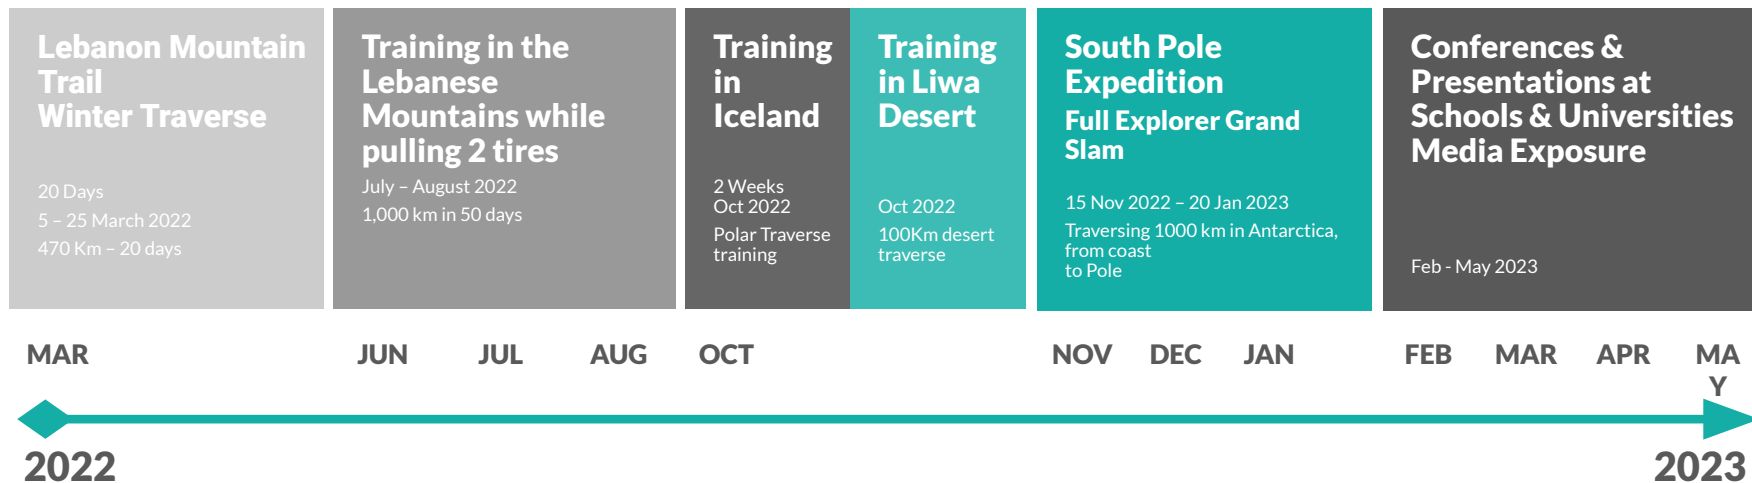 Lebanon Mountain
Trail
Winter Traverse
20 Days
5 – 25 March 2022
470 Km – 20 days
Training in the
Lebanese
Mountains while
pulling 2 tires
July – August 2022
1,000 km in 50 days
Training
in
Iceland
2 Weeks
Oct 2022
Polar Traverse
training
Training
in Liwa
Desert
Oct 2022
100Km desert
traverse
South Pole
Expedition
Full Explorer Grand
Slam
15 Nov 2022 – 20 Jan 2023
Traversing 1000 km in Antarctica,
from coast
to Pole
Conferences &
Presentations at
Schools & Universities
Media Exposure
Feb - May 2023
MAR JUN JUL AUG OCT NOV DEC JAN FEB MAR APR MA
Y
2022 2023